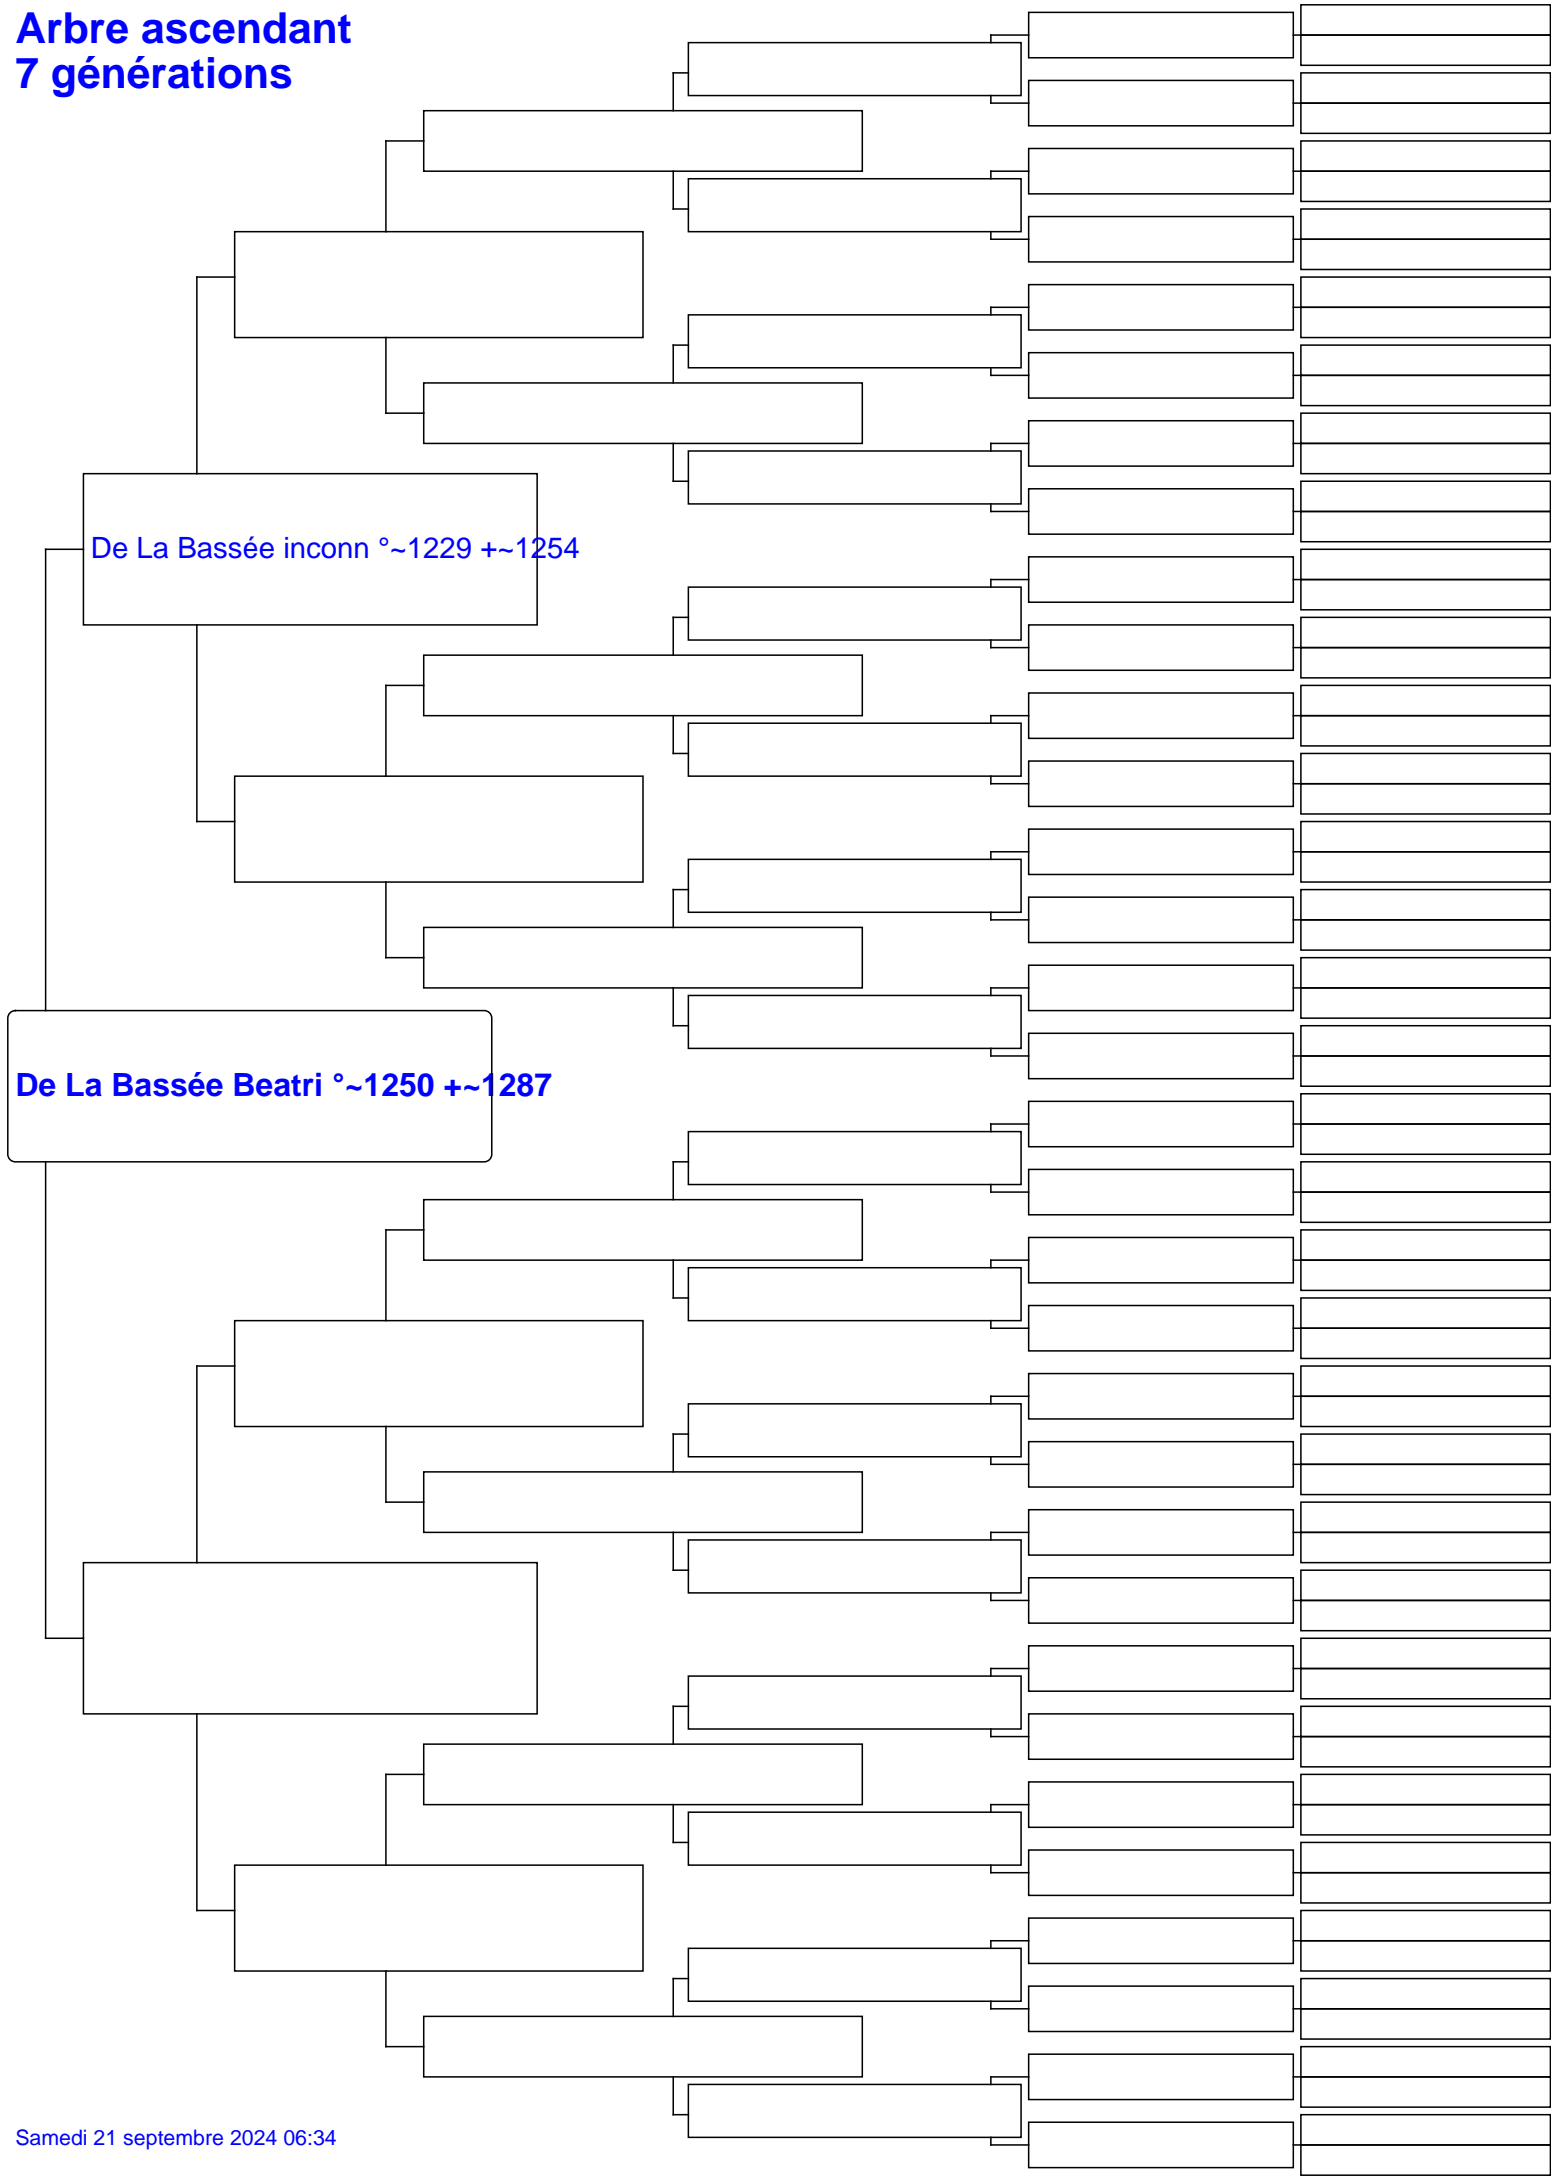 Arbre ascendant
7 générations
De La Bassée inconn °~1229 +~1254
De La Bassée Beatri °~1250 +~1287
Samedi 21 septembre 2024 06:34